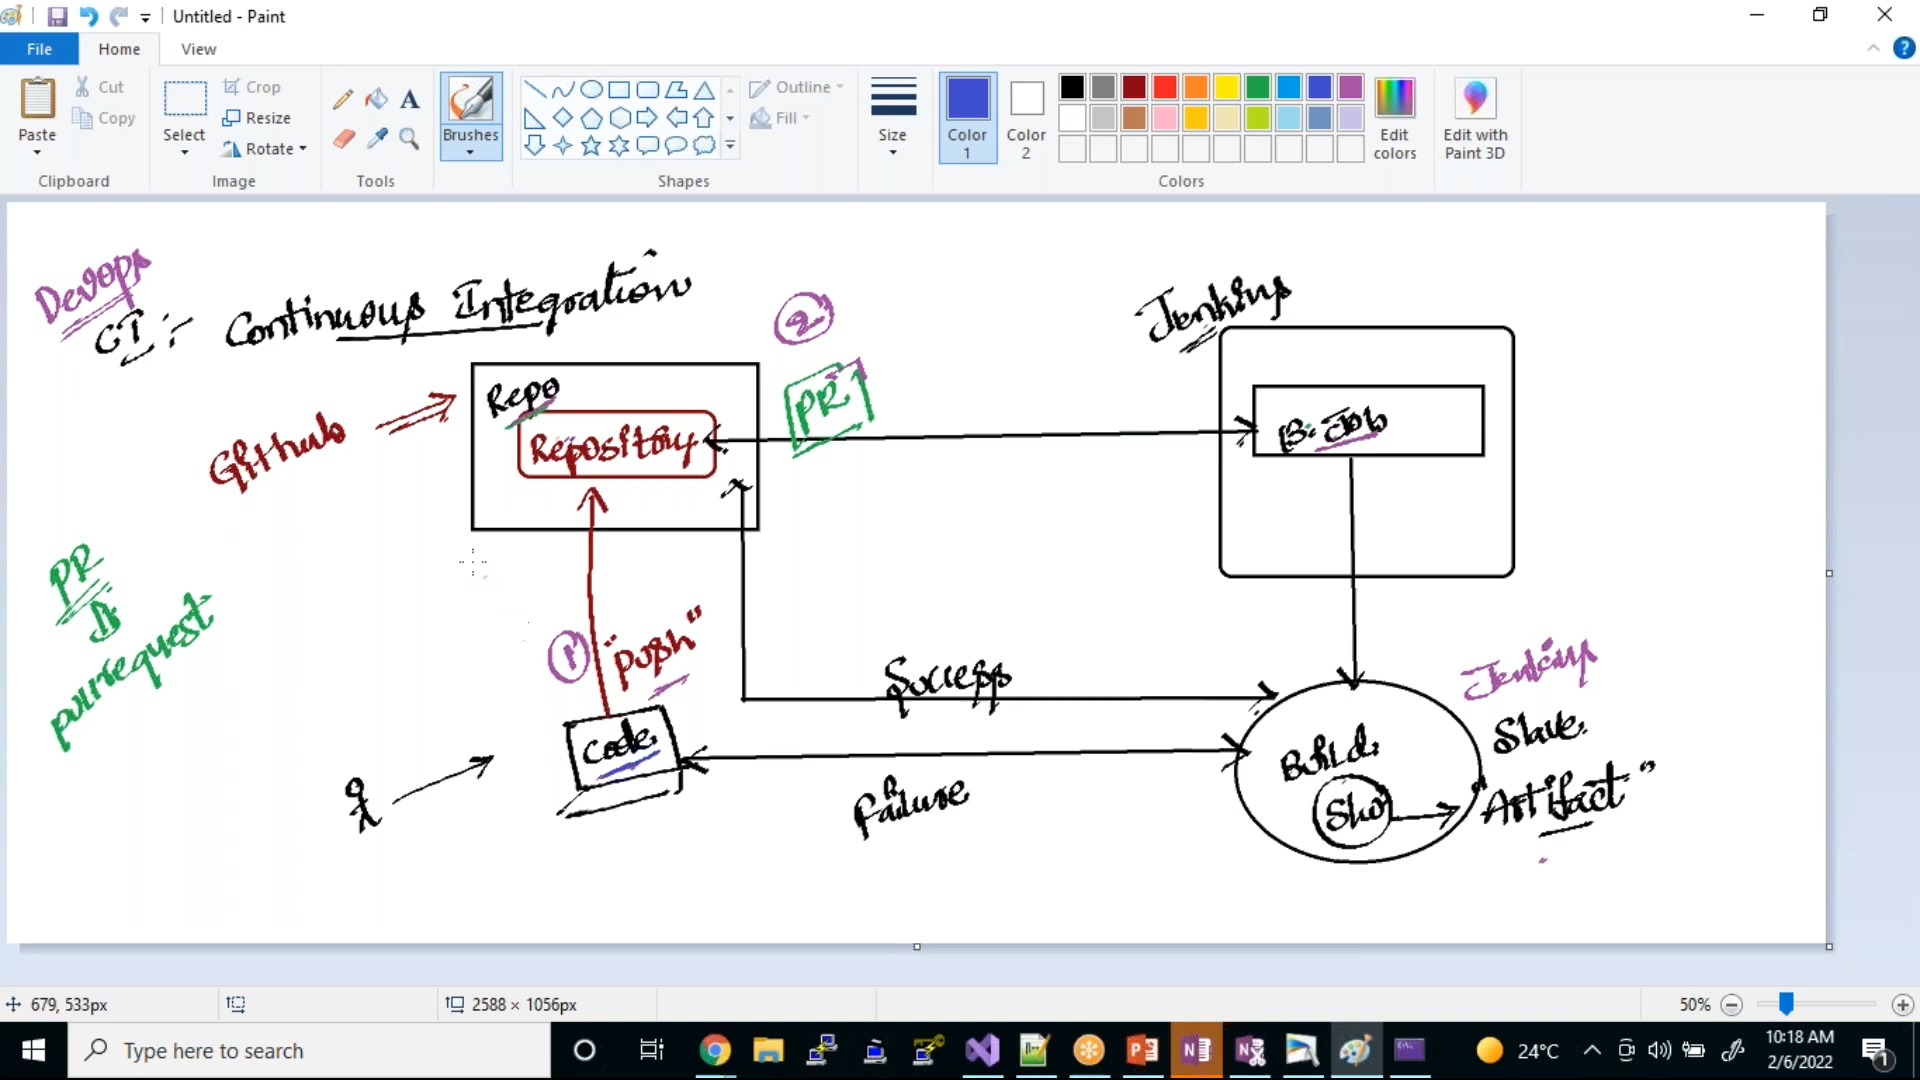 Untitled - Paint
File
Home
View
Paste
Cut
Copy
Clipboard
Select
Crop
Resize
Rotate
Image
Tools
Brushes
Shapes
Outline
Fill
Size
Color 1
Color 2
Edit colors
Edit with Paint 3D
Colors
Devops
CI :- Continuous Integration
2
Jenkins
Github
Repo
Repository
PR
B. Job
PR
pullrequest
1 "Push"
Success
Jenkins
Slave
Code
Build
Failure
"Artifact"
679, 533px
2588 × 1056px
50%
Type here to search
24°C
10:18 AM
2/6/2022
1